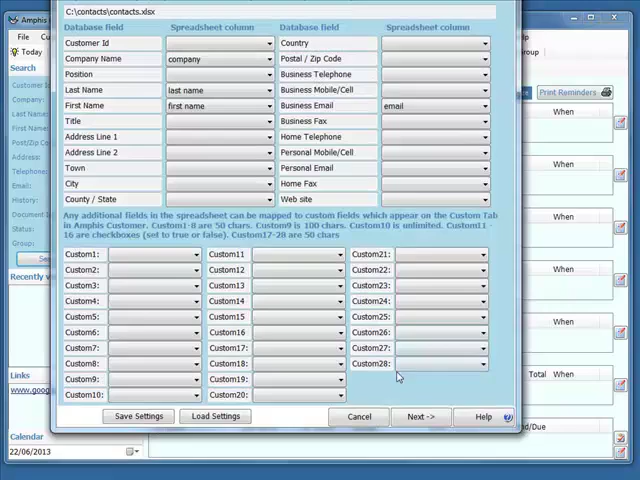 C:\contacts\contacts.xlsx
Database field Spreadsheet column Database field Spreadsheet column
Customer Id Country
Company Name company Postal / Zip Code
Position Business Telephone
Last Name last name Business Mobile/Cell
First Name first name Business Email email
Title Business Fax
Address Line 1 Home Telephone
Address Line 2 Personal Mobile/Cell
Town Personal Email
City Home Fax
County / State Web site
Any additional fields in the spreadsheet can be mapped to custom fields which appear on the Custom Tab
in Amphis Customer. Custom1-8 are 50 chars. Custom9 is 100 chars. Custom10 is unlimited. Custom11 -
16 are checkboxes (set to true or false). Custom17-28 are 50 chars
Custom1: Custom11 Custom21:
Custom2: Custom12 Custom22:
Custom3: Custom13 Custom23:
Custom4: Custom14 Custom24:
Custom5: Custom15 Custom25:
Custom6: Custom16 Custom26:
Custom7: Custom17: Custom27:
Custom8: Custom18: Custom28:
Custom9: Custom19:
Custom10: Custom20:
Save Settings Load Settings Cancel Next -> Help
Amphis
File
Today
Search
Customer I
Company:
Last Name:
First Name:
Post/Zip Co
Address:
Telephone:
Email:
History:
Document I
Status:
Group:
Recently vi
Links
www.goog
Calendar
22/06/2013
Print Reminders
When
When
When
When
When
Total When